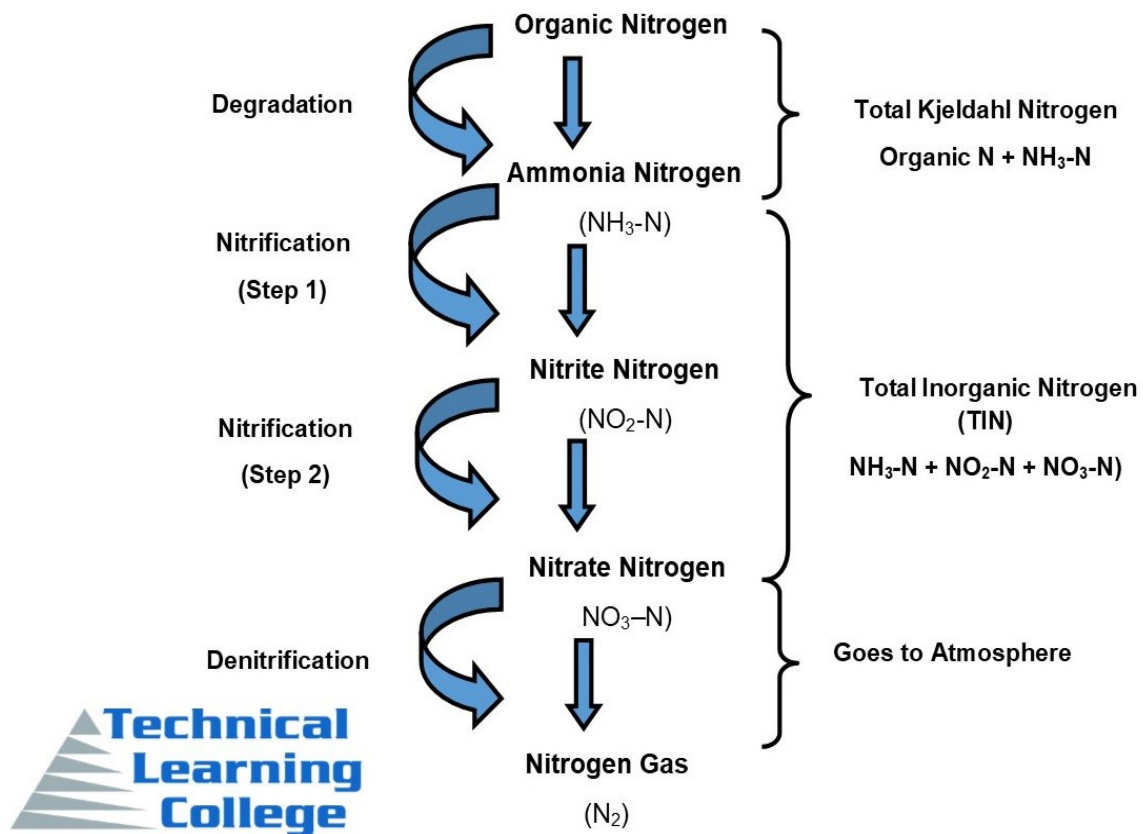 Organic Nitrogen
Degradation
Total Kjeldahl Nitrogen
Organic N + NH₃-N
Ammonia Nitrogen
(NH₃-N)
Nitrification
(Step 1)
Nitrite Nitrogen
(NO₂-N)
Total Inorganic Nitrogen
(TIN)
NH₃-N + NO₂-N + NO₃-N)
Nitrification
(Step 2)
Nitrate Nitrogen
NO₃–N)
Denitrification
Goes to Atmosphere
Nitrogen Gas
(N₂)
Technical
Learning
College